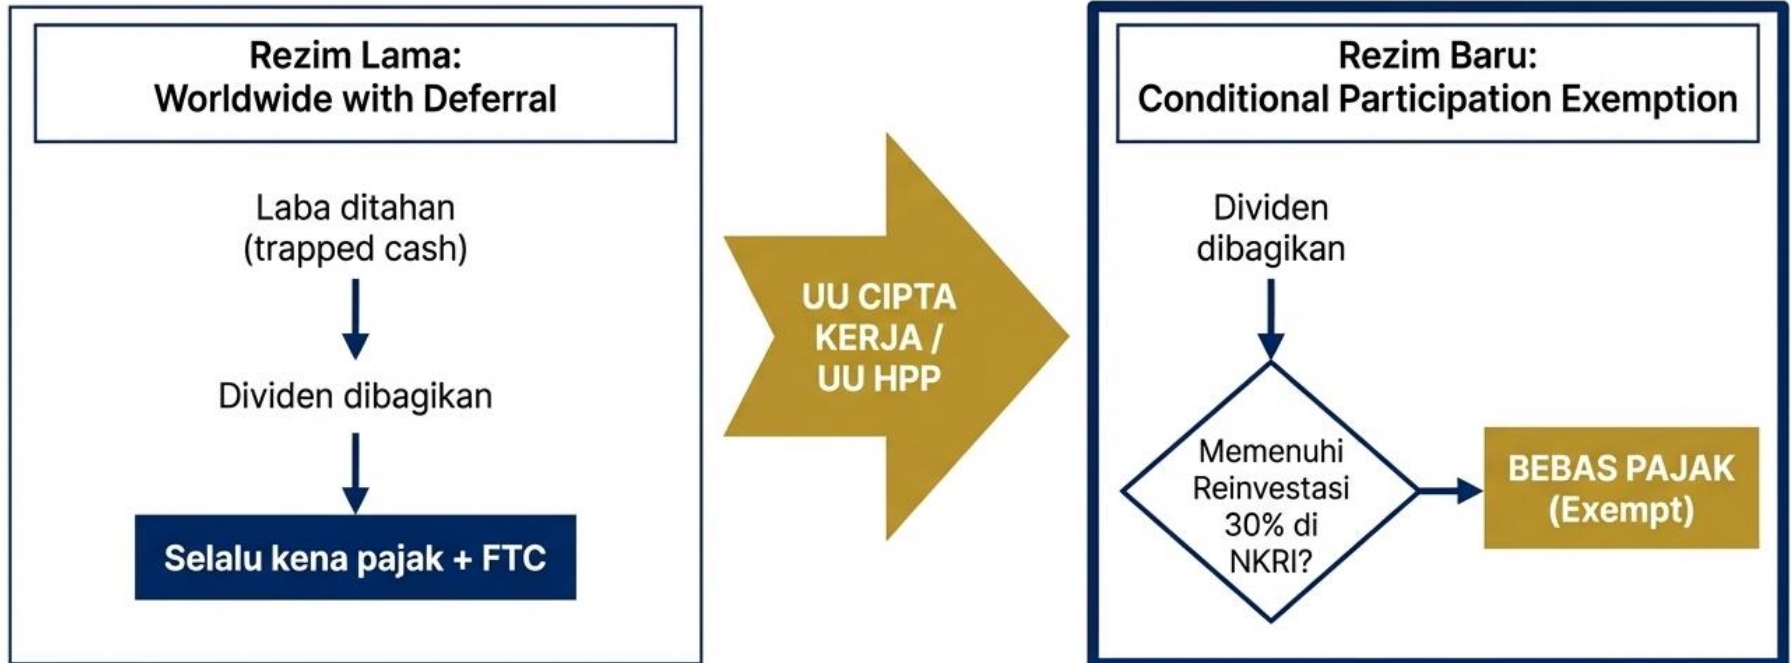 Rezim Lama:
Worldwide with Deferral
Laba ditahan
(trapped cash)
Dividen dibagikan
Selalu kena pajak + FTC
UU CIPTA
KERJA /
UU HPP
Rezim Baru:
Conditional Participation Exemption
Dividen
dibagikan
Memenuhi
Reinvestasi
30% di
NKRI?
BEBAS PAJAK
(Exempt)